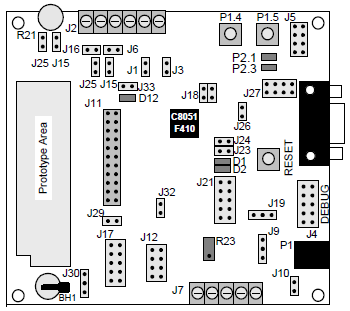 J2
P1.4
P1.5
J5
R21
J16
J6
P2.1
P2.3
J25
J15
J25
J15
J1
J3
J33
D12
J18
J27
J11
C8051
F410
J26
Prototype Area
J24
J23
D1
D2
RESET
J21
J32
J19
DEBUG
J29
J17
J12
R23
J9
J4
P1
J30
BH1
J7
J10